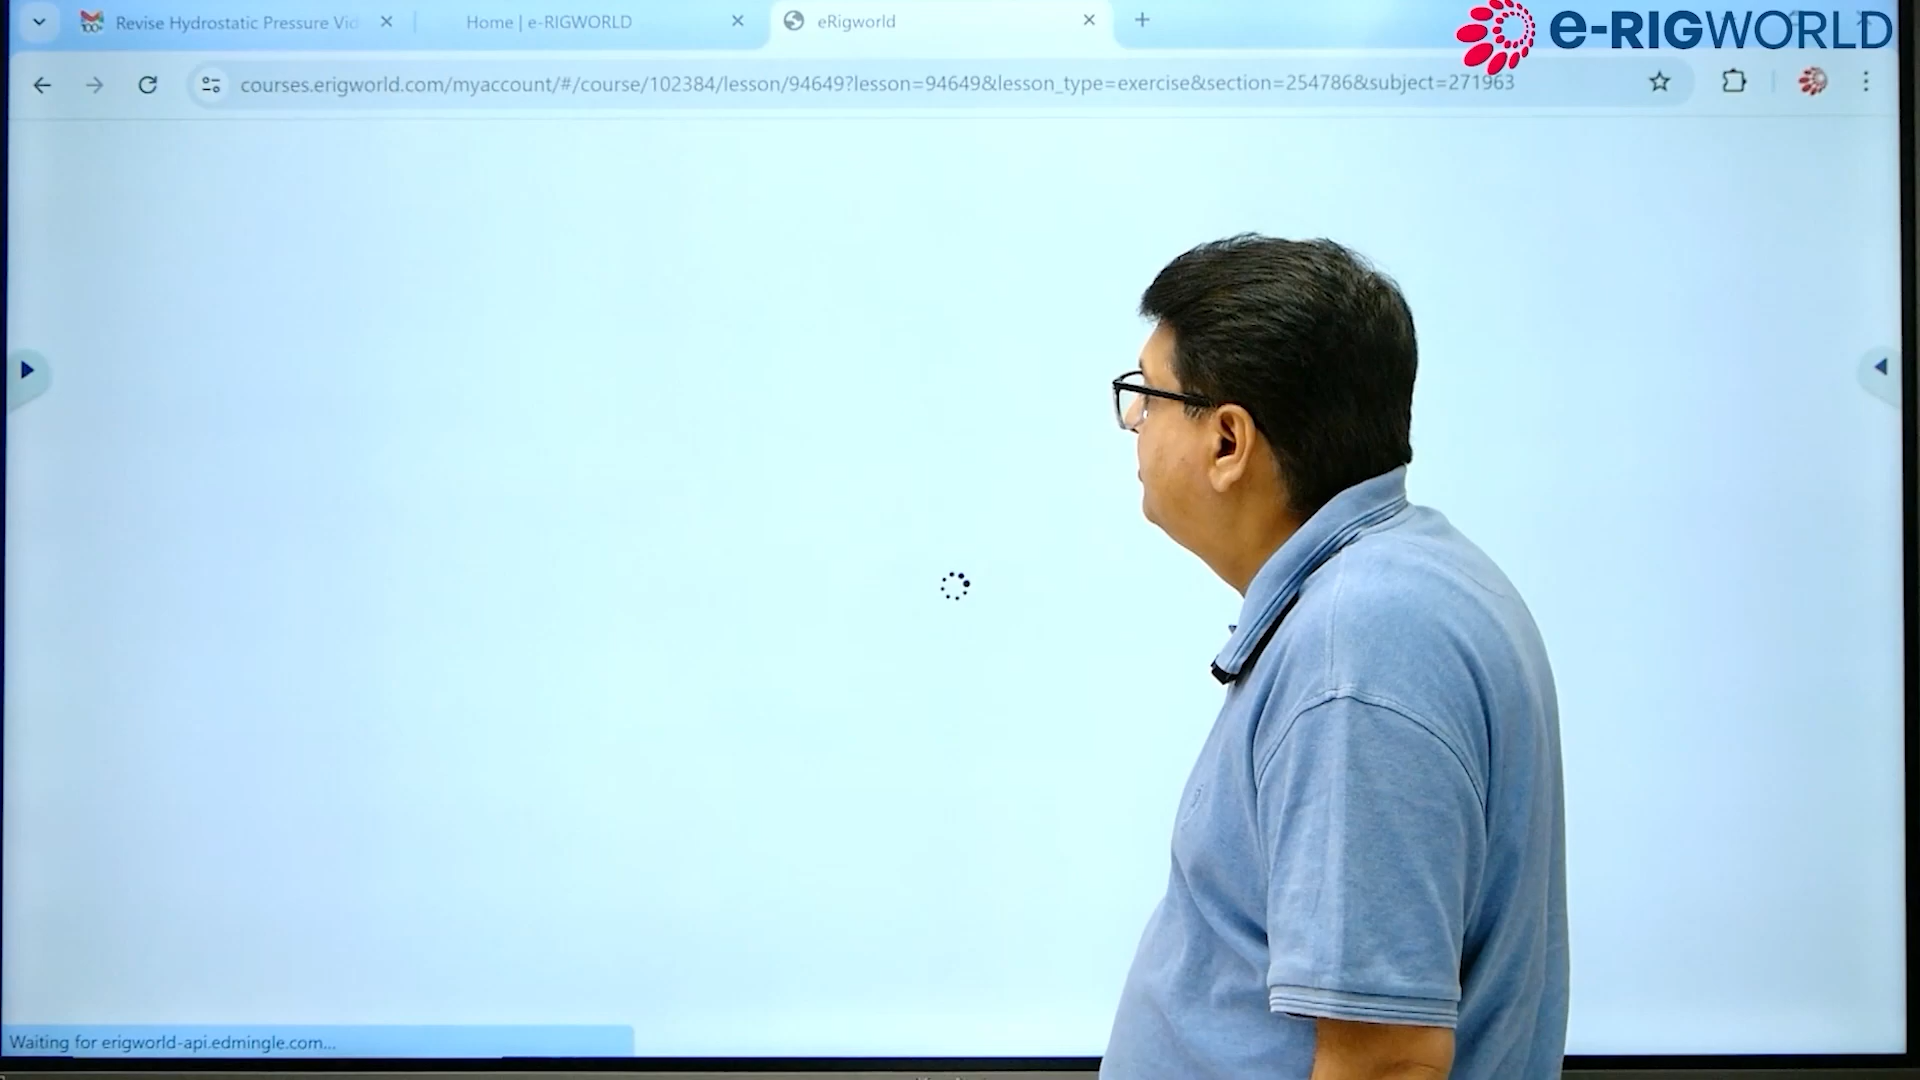 Revise Hydrostatic Pressure Vid
Home | e-RIGWORLD
eRigworld
e-RIGWORLD
courses.erigworld.com/myaccount/#/course/102384/lesson/94649?lesson=94649&lesson_type=exercise&section=254786&subject=271963
Waiting for erigworld-api.edmingle.com...